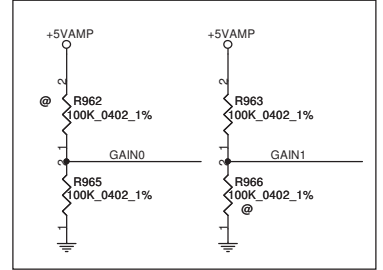 +5VAMP
+5VAMP
2
2
@
R962
100K_0402_1%
R963
100K_0402_1%
1
1
GAIN0
GAIN1
2
2
R965
100K_0402_1%
R966
100K_0402_1%
@
1
1